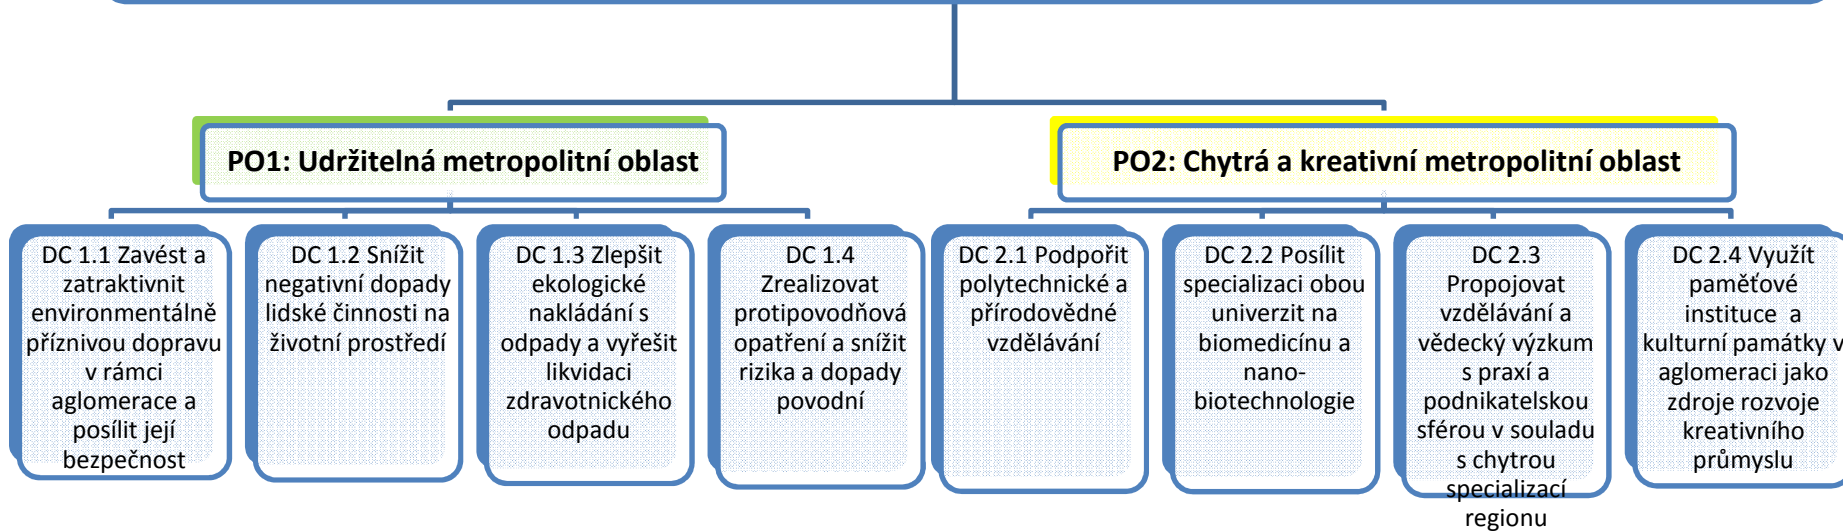 PO1: Udržitelná metropolitní oblast
PO2: Chytrá a kreativní metropolitní oblast
DC 1.1 Zavést a
zatraktivnit
environmentálně
příznivou dopravu
v rámci
aglomerace a
posílit její
bezpečnost
DC 1.2 Snížit
negativní dopady
lidské činnosti na
životní prostředí
DC 1.3 Zlepšit
ekologické
nakládání s
odpady a vyřešit
likvidaci
zdravotnického
odpadu
DC 1.4
Zrealizovat
protipovodňová
opatření a snížit
rizika a dopady
povodní
DC 2.1 Podpořit
polytechnické a
přírodovědné
vzdělávání
DC 2.2 Posílit
specializaci obou
univerzit na
biomedicínu a
nano-
biotechnologie
DC 2.3
Propojovat
vzdělávání a
vědecký výzkum
s praxí a
podnikatelskou
sférou v souladu
s chytrou
specializací
regionu
DC 2.4 Využít
paměťové
instituce a
kulturní památky v
aglomeraci jako
zdroje rozvoje
kreativního
průmyslu